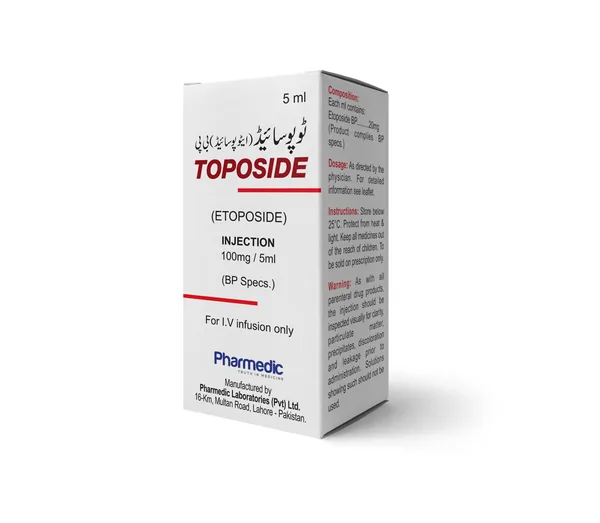 5 ml
ٹوپوسائیڈ (ایٹوپوسائیڈ) بی پی
TOPOSIDE
(ETOPOSIDE)
INJECTION
100mg / 5ml
(BP Specs.)
For I.V infusion only
Pharmedic
TRUTH IN MEDICINE
Manufactured by
Pharmedic Laboratories (Pvt) Ltd.
16-Km, Multan Road, Lahore - Pakistan.
Composition:
Each ml contains:
Etoposide BP.......20mg
(Product complies BP
specs.)
Dosage: As directed by the
physician. For detailed
information see leaflet.
Instructions: Store below
25°C. Protect from heat &
light. Keep all medicines out
of the reach of children. To
be sold on prescription only.
Warning: As with all
parenteral drug products,
the injection should be
inspected visually for clarity,
particulate matter,
precipitates, discoloration
and leakage prior to
administration. Solutions
showing such should not be
used.